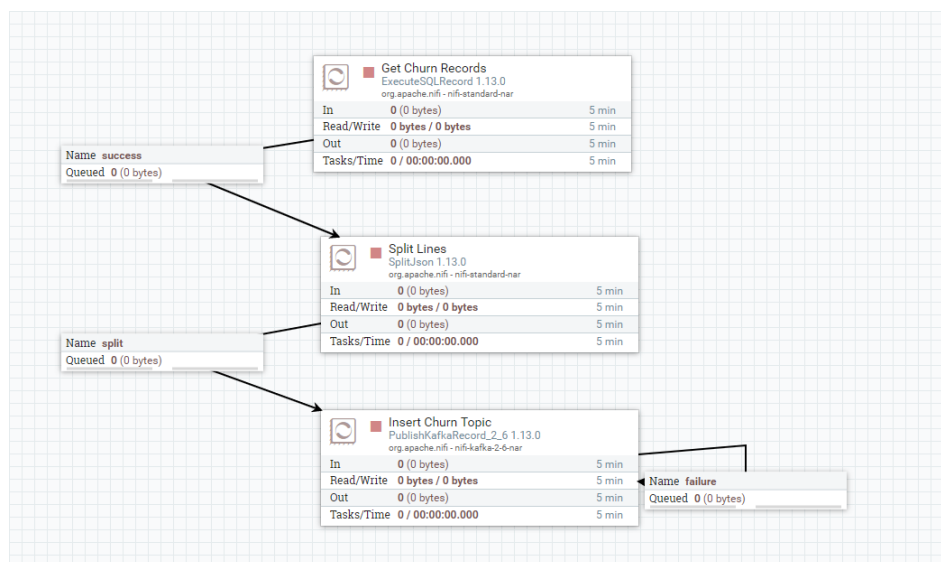 Get Churn Records
ExecuteSQLRecord 1.13.0
org.apache.nifi - nifi-standard-nar
In 0 (0 bytes) 5 min
Read/Write 0 bytes / 0 bytes 5 min
Out 0 (0 bytes) 5 min
Tasks/Time 0 / 00:00:00.000 5 min
Name success
Queued 0 (0 bytes)
Split Lines
SplitJson 1.13.0
org.apache.nifi - nifi-standard-nar
In 0 (0 bytes) 5 min
Read/Write 0 bytes / 0 bytes 5 min
Out 0 (0 bytes) 5 min
Tasks/Time 0 / 00:00:00.000 5 min
Name split
Queued 0 (0 bytes)
Insert Churn Topic
PublishKafkaRecord_2_6 1.13.0
org.apache.nifi - nifi-kafka-2-6-nar
In 0 (0 bytes) 5 min
Read/Write 0 bytes / 0 bytes 5 min
Out 0 (0 bytes) 5 min
Tasks/Time 0 / 00:00:00.000 5 min
Name failure
Queued 0 (0 bytes)